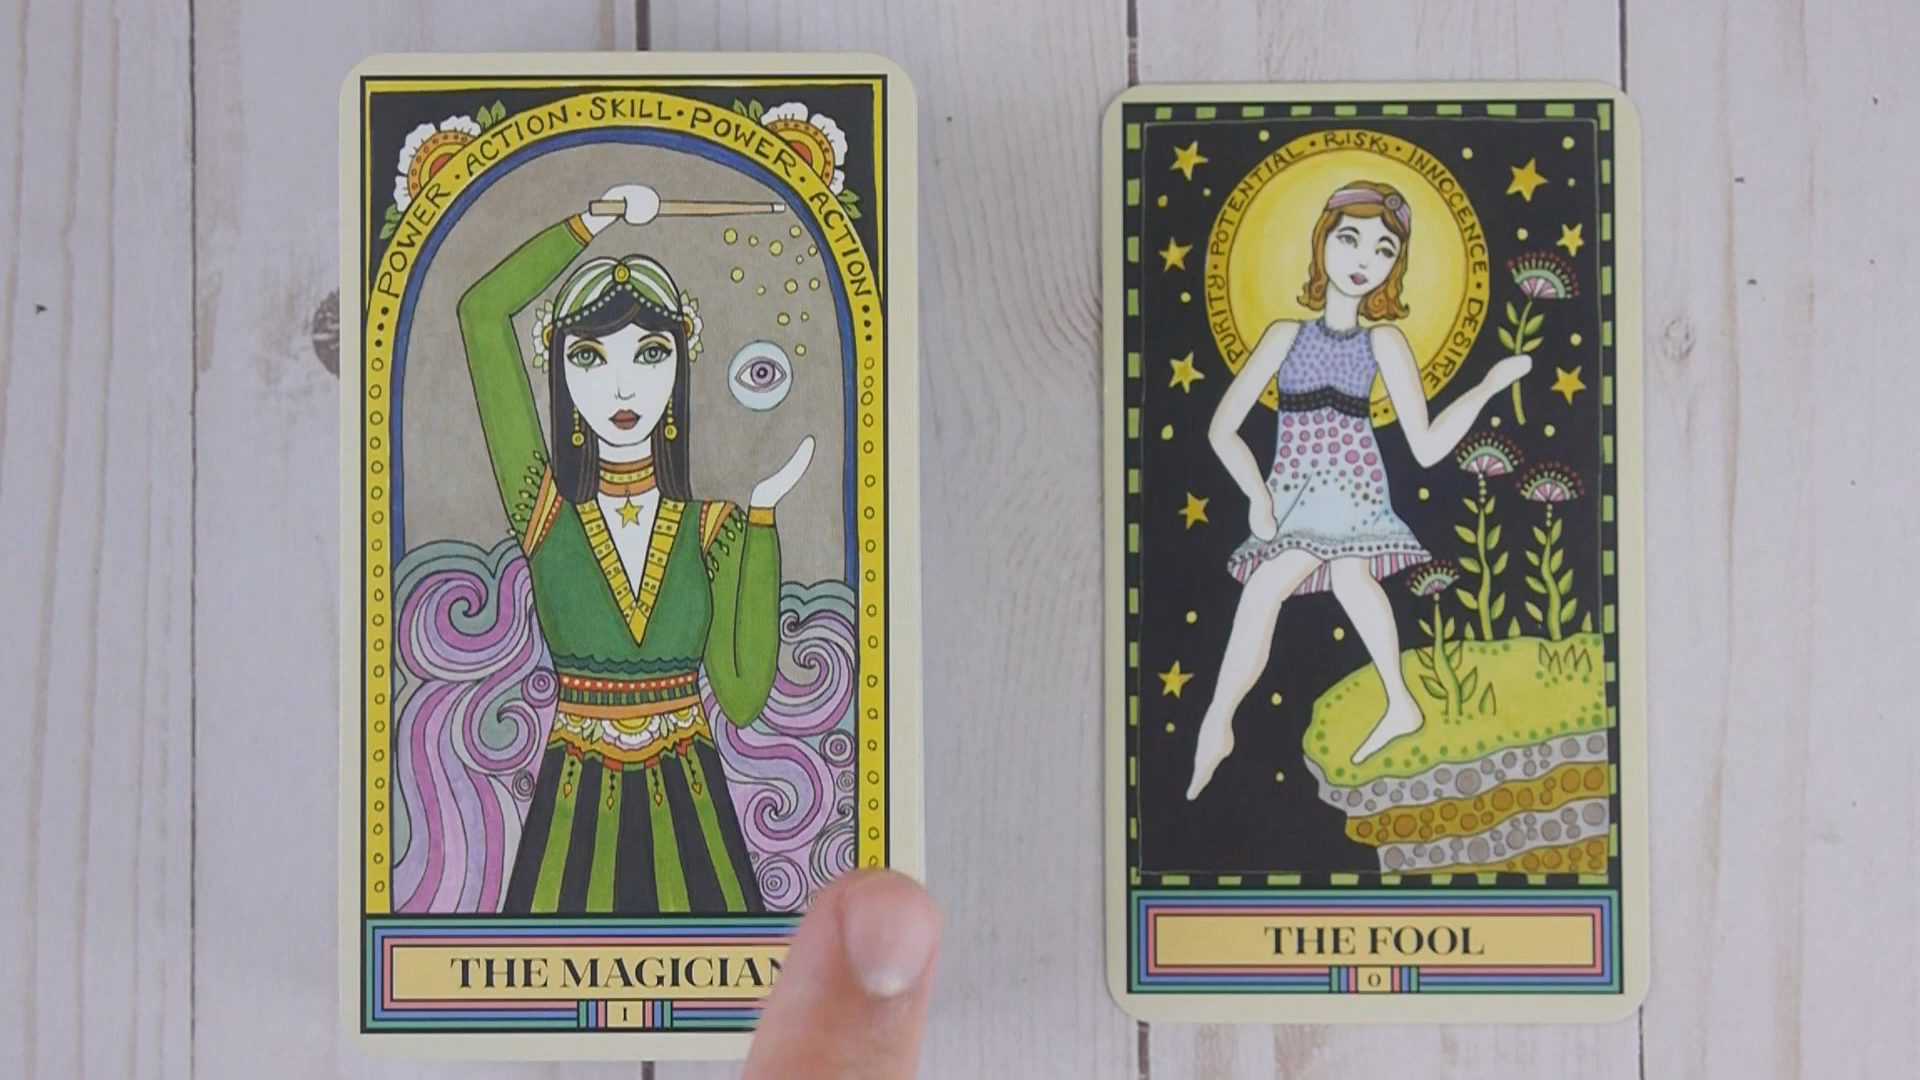 • POWER • ACTION • SKILL • POWER • ACTION •
THE MAGICIAN
I
PURITY • POTENTIAL • RISK • INNOCENCE • DESIRE
THE FOOL
0